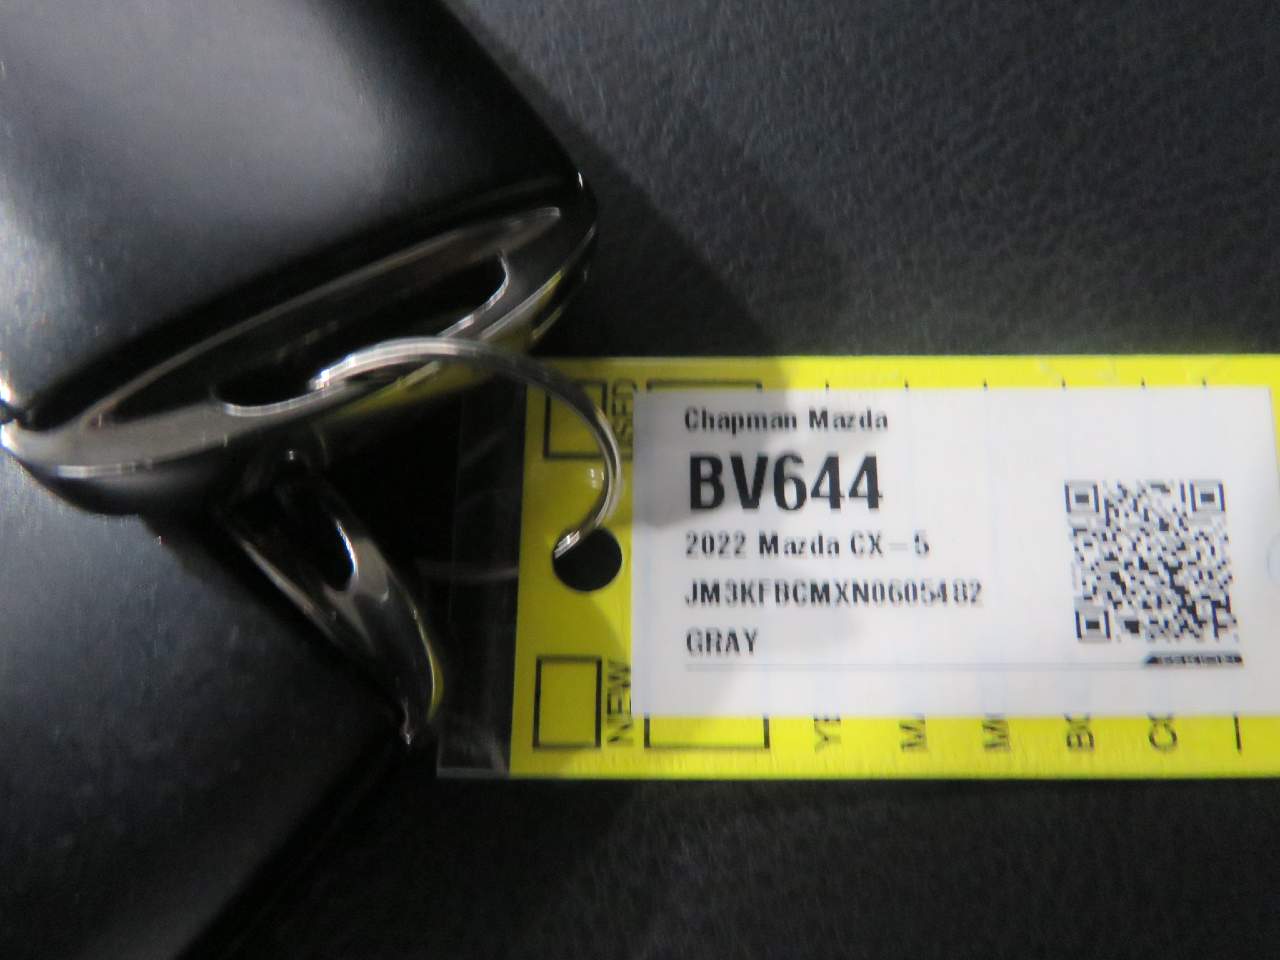 Chapman Mazda
BV644
2022 Mazda CX-5
JM3KFBCMXN0605482
GRAY
NEW